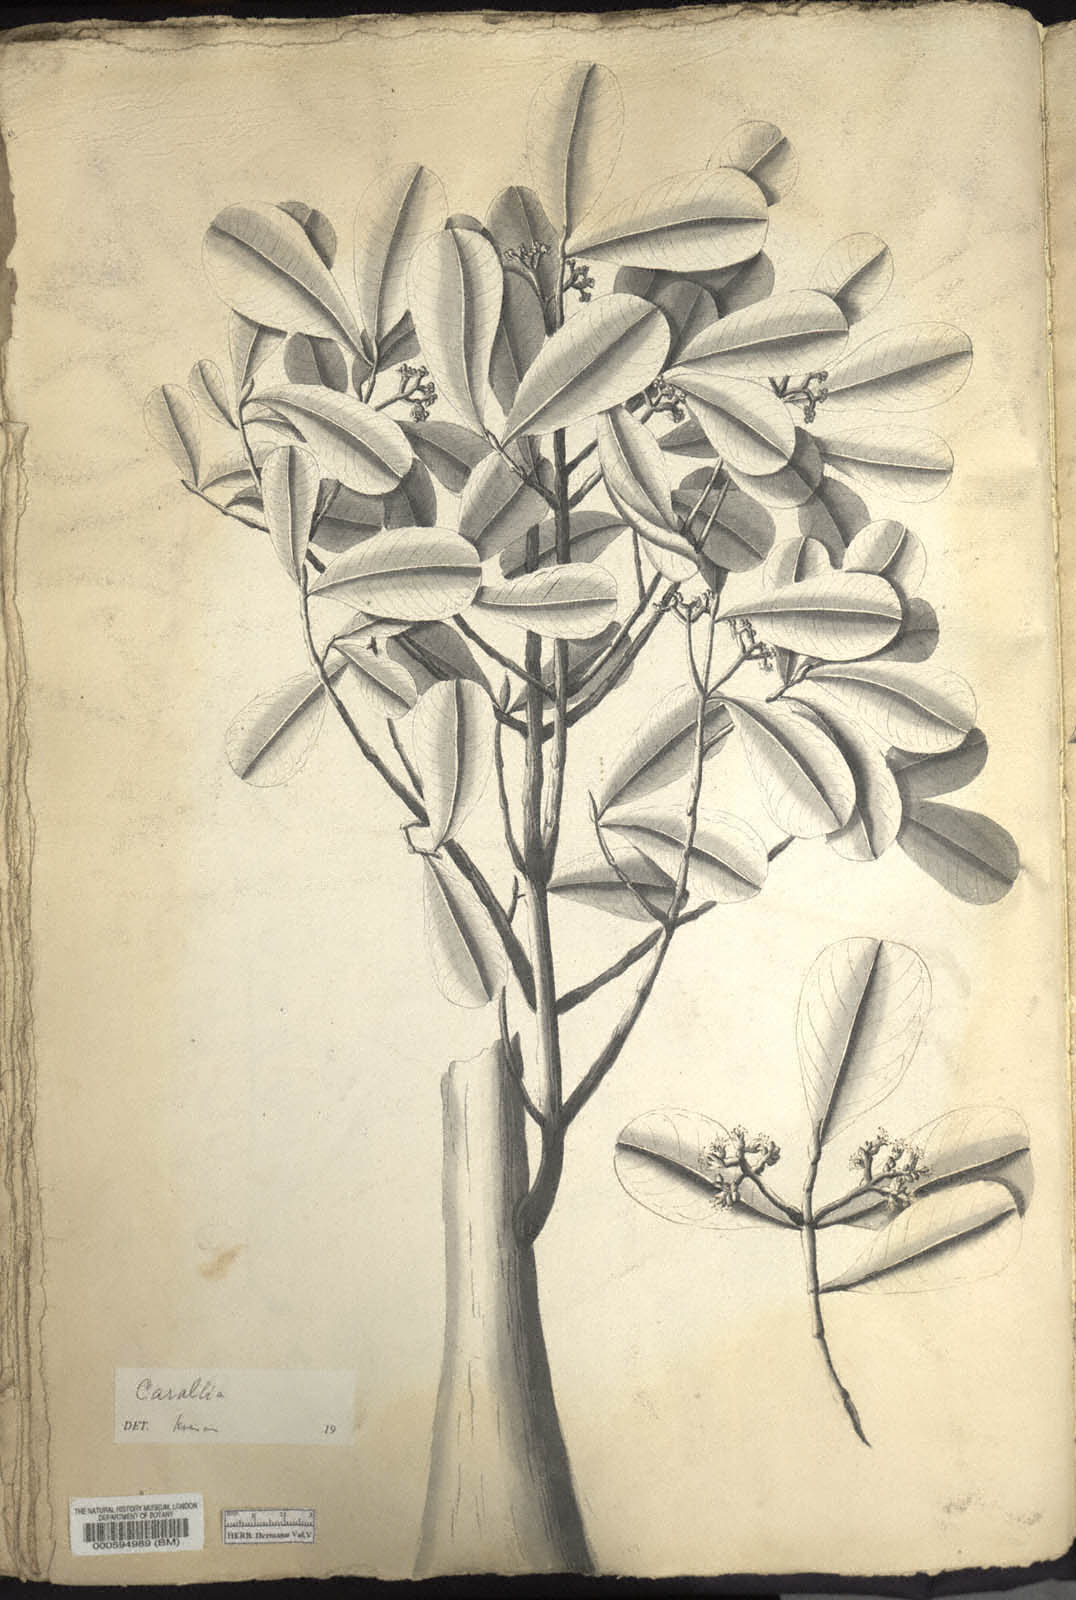 Carallia
DET.
19
THE NATURAL HISTORY MUSEUM, LONDON
DEPARTMENT OF BOTANY
000594989 (BM)
HERB. Hermann Vol. V